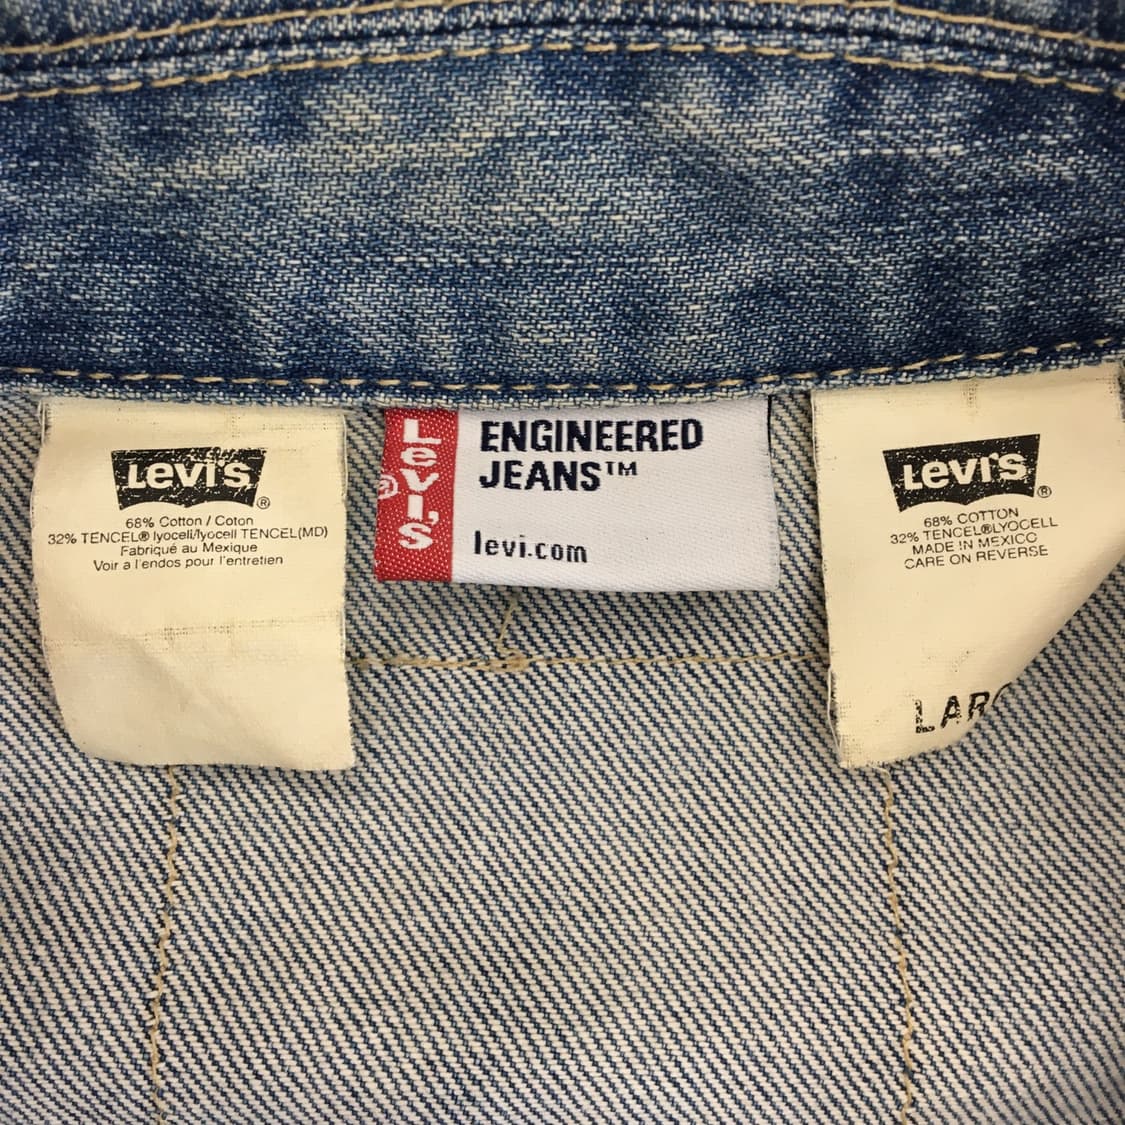 LEVI'S ®
68% Cotton / Coton
32% TENCEL® lyocell/lyocell TENCEL(MD)
Fabriqué au Mexique
Voir à l'endos pour l'entretien
LeVI'S ®
ENGINEERED
JEANS™
levi.com
LEVI'S ®
68% COTTON
32% TENCEL®LYOCELL
MADE IN MEXICO
CARE ON REVERSE